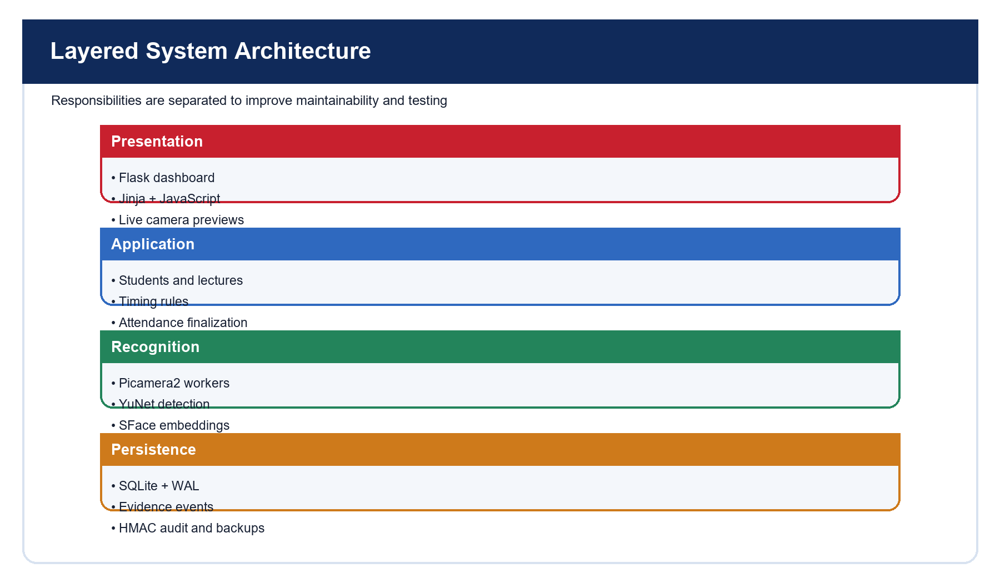 Layered System Architecture
Responsibilities are separated to improve maintainability and testing
Presentation
• Flask dashboard
• Jinja + JavaScript
• Live camera previews
Application
• Students and lectures
• Timing rules
• Attendance finalization
Recognition
• Picamera2 workers
• YuNet detection
• SFace embeddings
Persistence
• SQLite + WAL
• Evidence events
• HMAC audit and backups